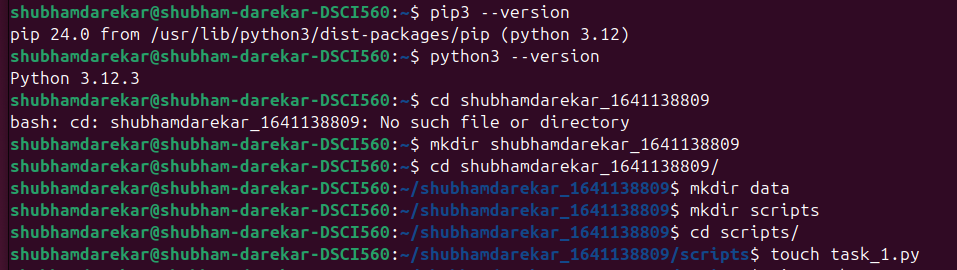 shubhamdarekar@shubham-darekar-DSCI560:~$ pip3 --version
pip 24.0 from /usr/lib/python3/dist-packages/pip (python 3.12)
shubhamdarekar@shubham-darekar-DSCI560:~$ python3 --version
Python 3.12.3
shubhamdarekar@shubham-darekar-DSCI560:~$ cd shubhamdarekar_1641138809
bash: cd: shubhamdarekar_1641138809: No such file or directory
shubhamdarekar@shubham-darekar-DSCI560:~$ mkdir shubhamdarekar_1641138809
shubhamdarekar@shubham-darekar-DSCI560:~$ cd shubhamdarekar_1641138809/
shubhamdarekar@shubham-darekar-DSCI560:~/shubhamdarekar_1641138809$ mkdir data
shubhamdarekar@shubham-darekar-DSCI560:~/shubhamdarekar_1641138809$ mkdir scripts
shubhamdarekar@shubham-darekar-DSCI560:~/shubhamdarekar_1641138809$ cd scripts/
shubhamdarekar@shubham-darekar-DSCI560:~/shubhamdarekar_1641138809/scripts$ touch task_1.py